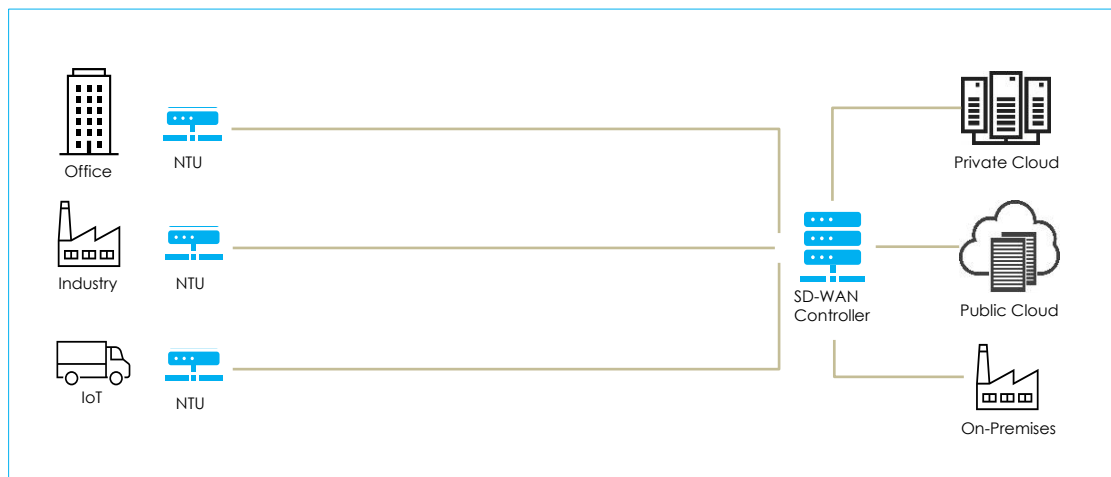 Office
NTU
Industry
NTU
IoT
NTU
SD-WAN
Controller
Private Cloud
Public Cloud
On-Premises